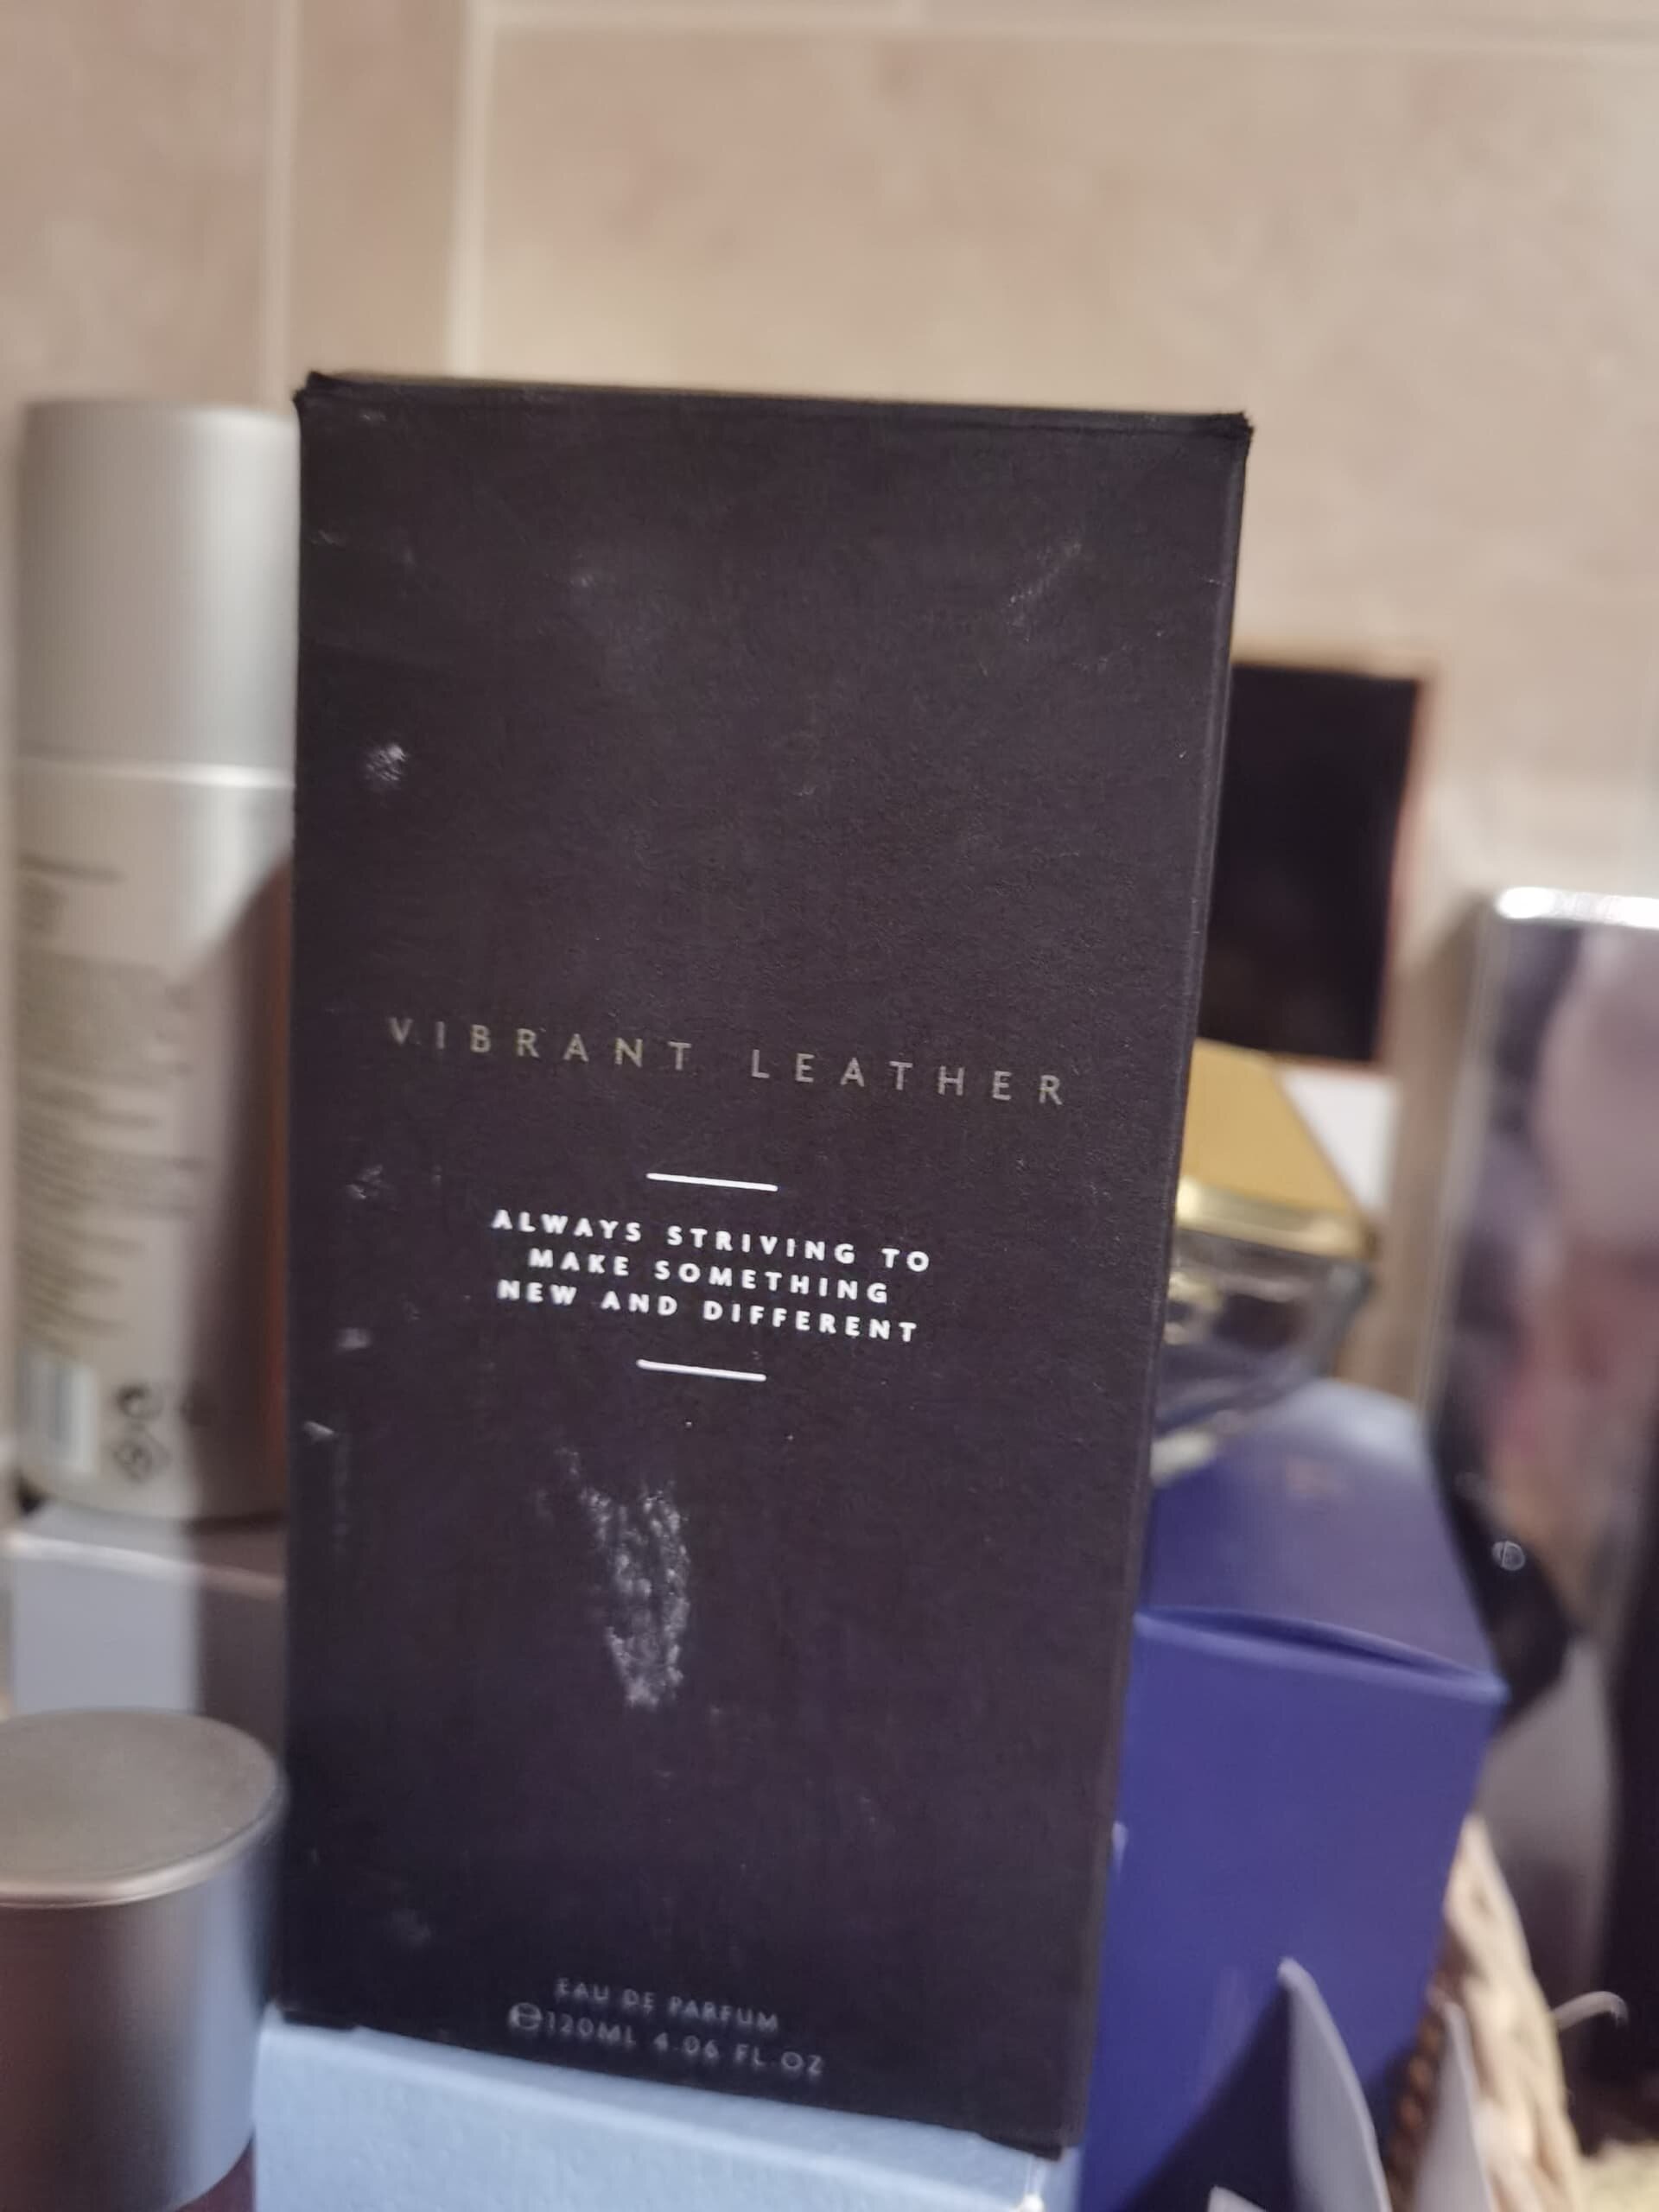 VIBRANT LEATHER
ALWAYS STRIVING TO
MAKE SOMETHING
NEW AND DIFFERENT
EAU DE PARFUM
℮120ML 4.06 FL.OZ